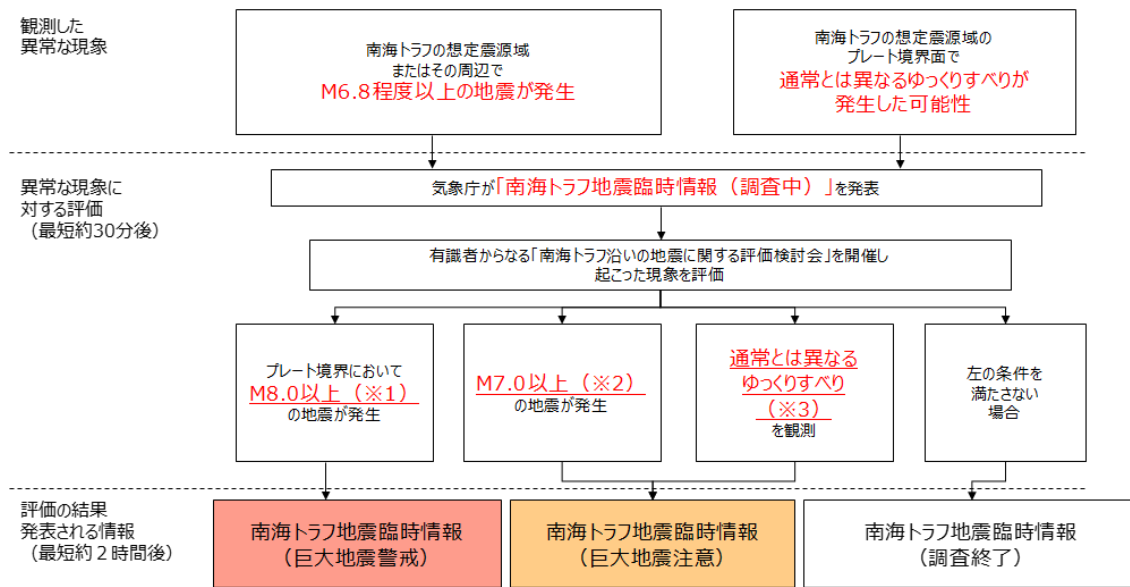 観測した
異常な現象
南海トラフの想定震源域
またはその周辺で
M6.8程度以上の地震が発生
南海トラフの想定震源域の
プレート境界面で
通常とは異なるゆっくりすべりが
発生した可能性
異常な現象に
対する評価
（最短約30分後）
気象庁が「南海トラフ地震臨時情報（調査中）」を発表
有識者からなる「南海トラフ沿いの地震に関する評価検討会」を開催し
起こった現象を評価
プレート境界において
M8.0以上（※1）
の地震が発生
M7.0以上（※2）
の地震が発生
通常とは異なる
ゆっくりすべり
（※3）
を観測
左の条件を
満たさない
場合
評価の結果
発表される情報
（最短約２時間後）
南海トラフ地震臨時情報
（巨大地震警戒）
南海トラフ地震臨時情報
（巨大地震注意）
南海トラフ地震臨時情報
（調査終了）